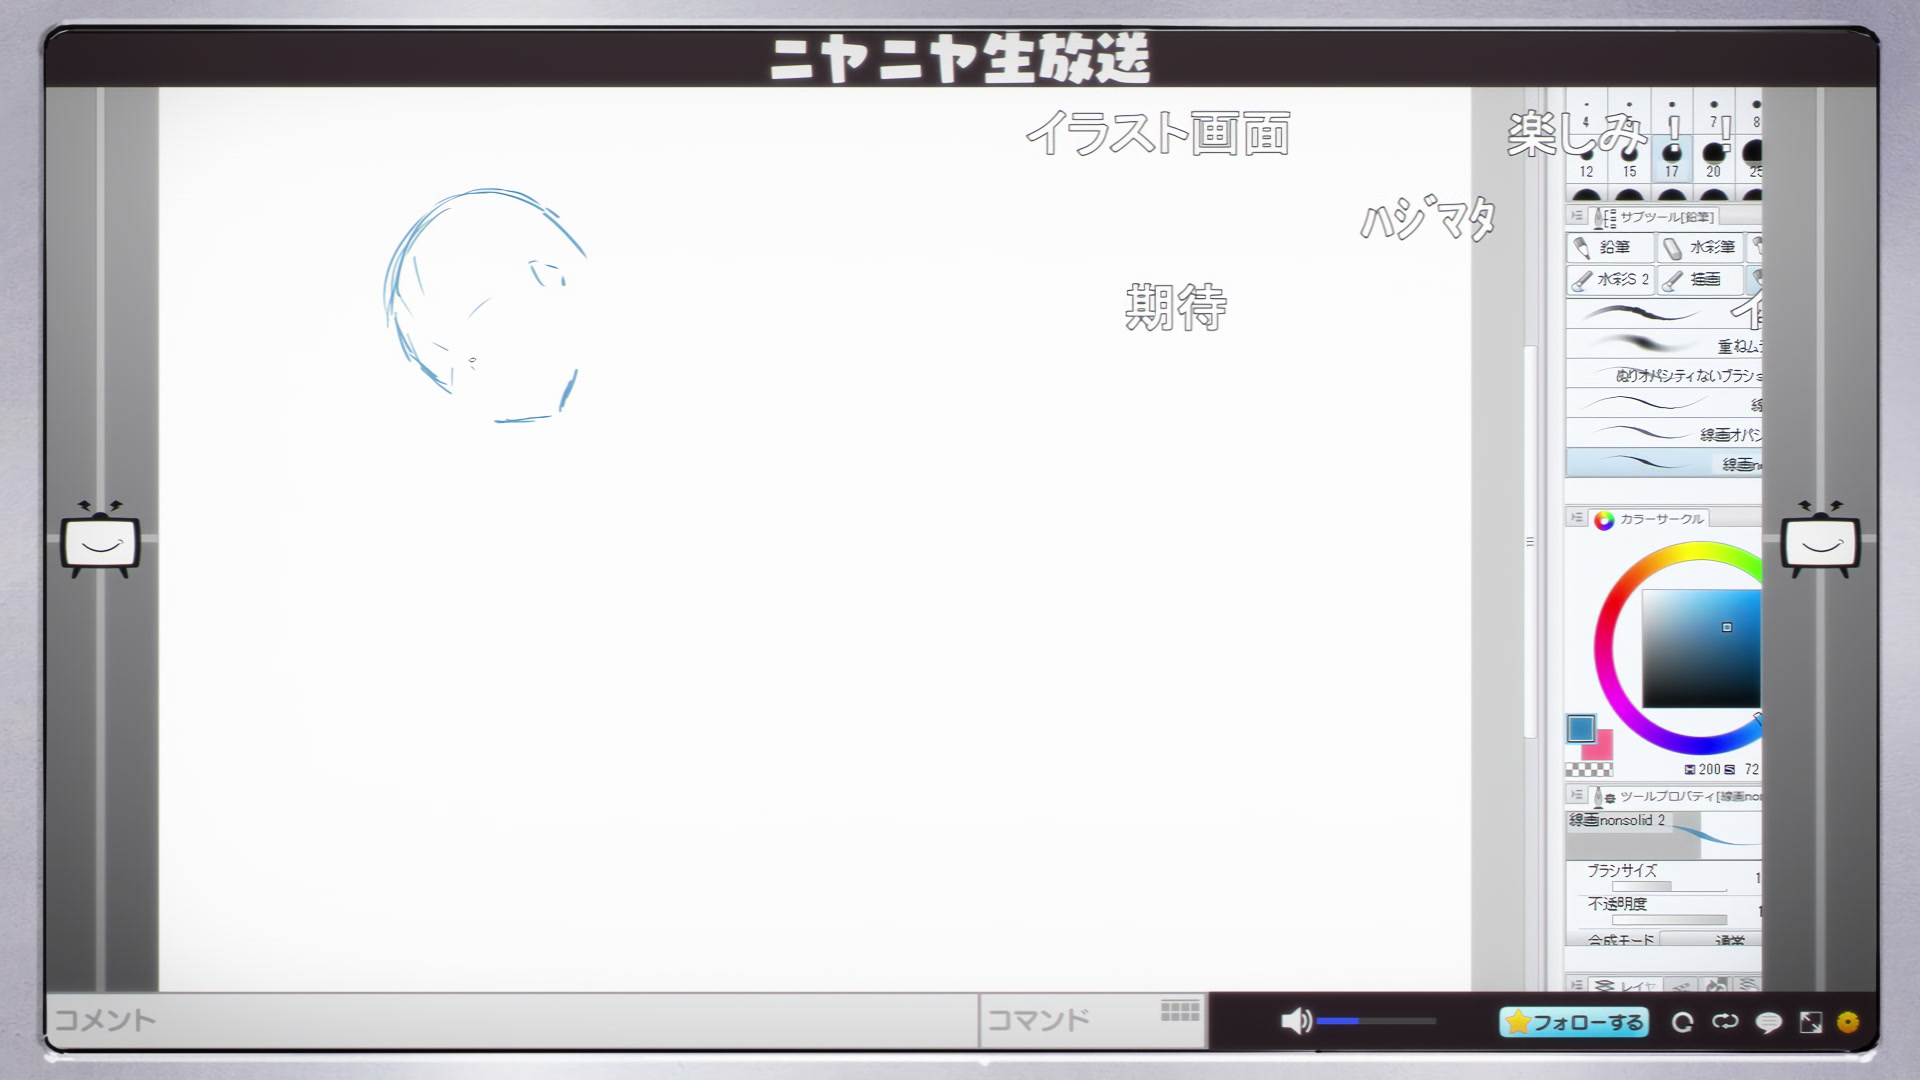 ニヤニヤ生放送
イラスト画面
楽しみ！！
ﾊｼﾞﾏﾀ
期待
4
7
8
12
15
17
20
25
サブツール[鉛筆]
鉛筆
水彩筆
水彩S 2
描画
重ねム
ぬりオパシティないブラシ
線
線画オパシ
線画n
カラーサークル
H 200 S 72
ツールプロパティ[線画non
線画nonsolid 2
ブラシサイズ
不透明度
合成モード
通常
レイヤ
コメント
コマンド
フォローする